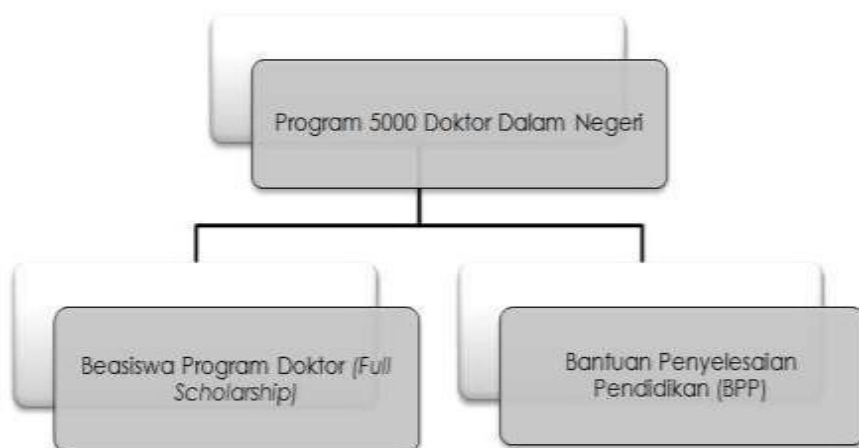 Program 5000 Doktor Dalam Negeri
Beasiswa Program Doktor (Full
Scholarship)
Bantuan Penyelesaian
Pendidikan (BPP)